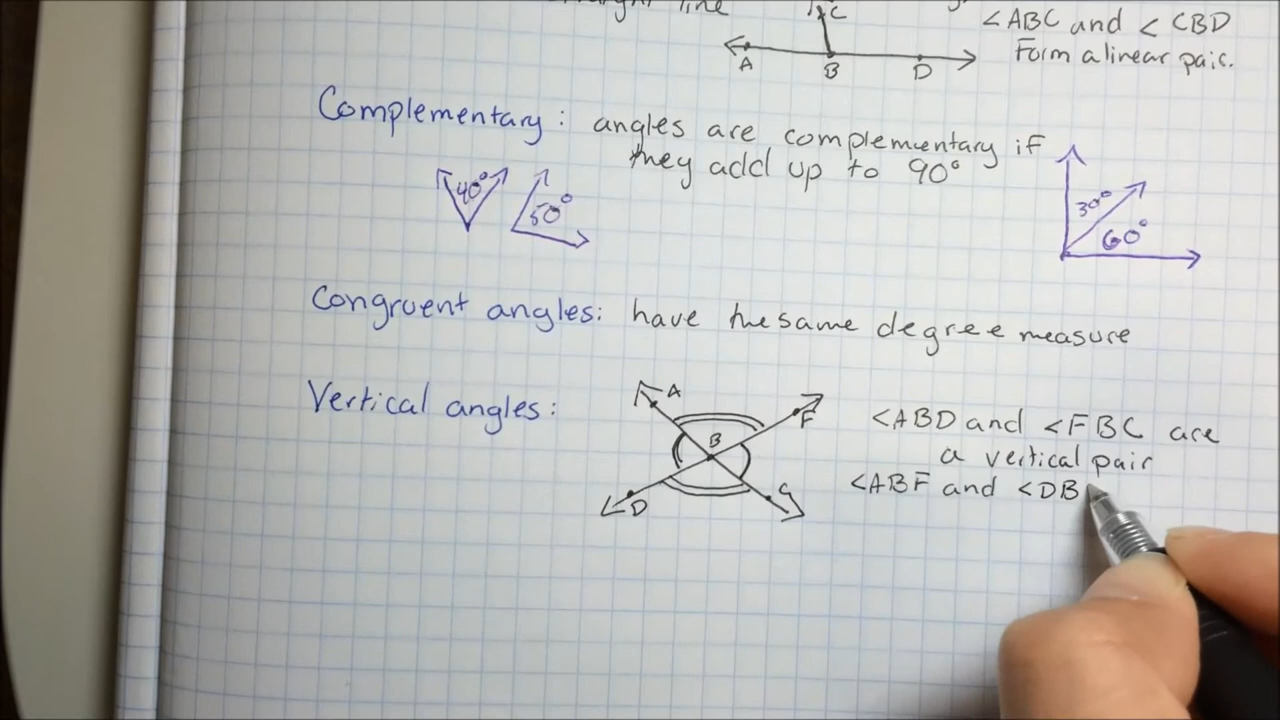 line
C
<ABC and < CBD
A B D
Form a linear pair.
Complementary: angles are complementary if
they add up to 90°
40° 50°
30°
60°
Congruent angles: have the same degree measure
Vertical angles:
A
F
B
D
C
<ABD and <FBC are
a vertical pair
<ABF and <DB